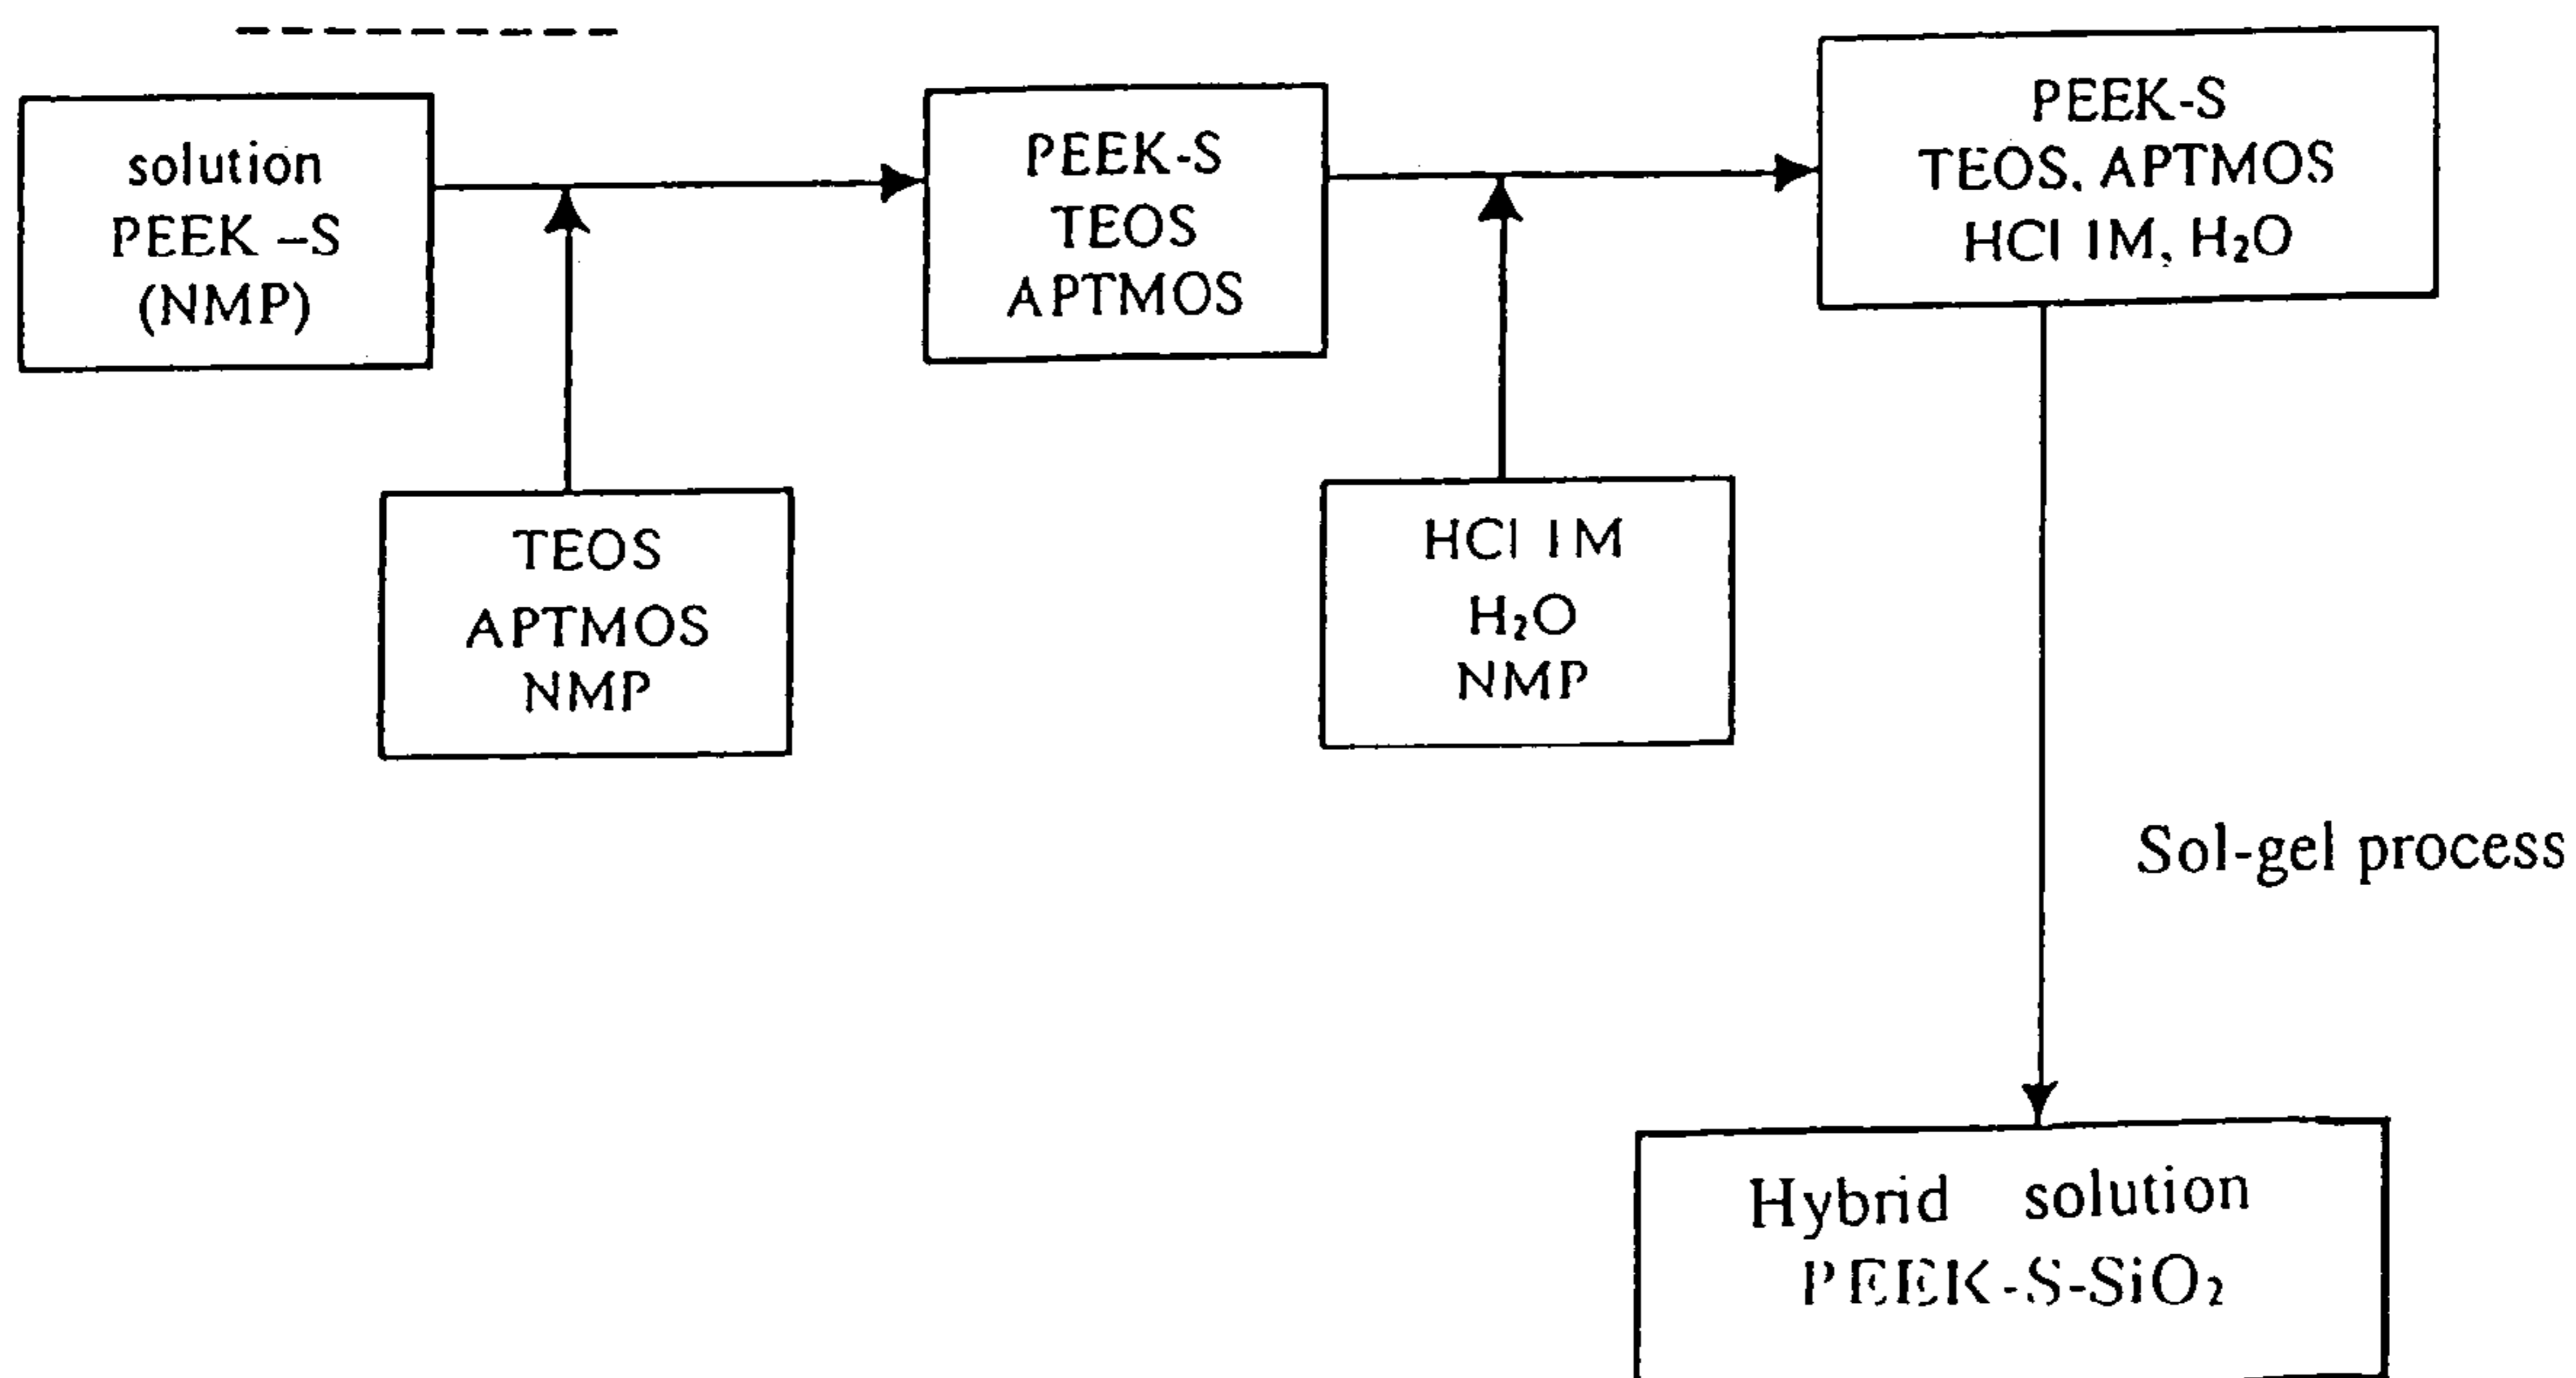 solution
PEEK –S
(NMP)
PEEK-S
TEOS
APTMOS
PEEK-S
TEOS, APTMOS
HCl 1M, H₂O
TEOS
APTMOS
NMP
HCl 1M
H₂O
NMP
Sol-gel process
Hybrid solution
PEEK-S-SiO₂